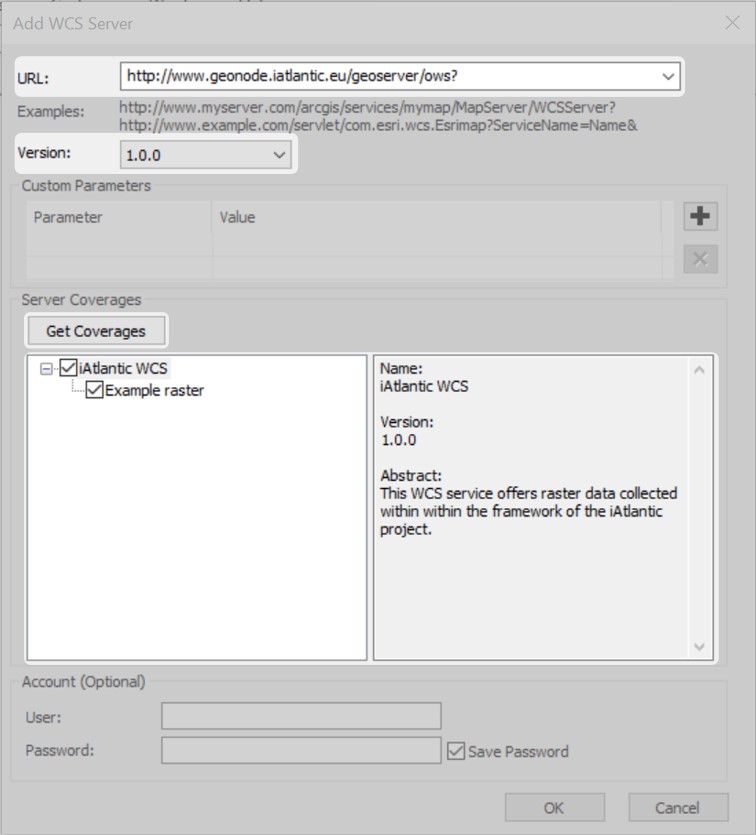 Add WCS Server
URL:
http://www.geonode.iatlantic.eu/geoserver/ows?
Examples:
http://www.myserver.com/arcgis/services/mymap/MapServer/WCSServer?
http://www.example.com/servlet/com.esri.wcs.Esrimap?ServiceName=Name&
Version:
1.0.0
Custom Parameters
Parameter
Value
Server Coverages
Get Coverages
iAtlantic WCS
Example raster
Name:
iAtlantic WCS
Version:
1.0.0
Abstract:
This WCS service offers raster data collected
within within the framework of the iAtlantic
project.
Account (Optional)
User:
Password:
Save Password
OK
Cancel